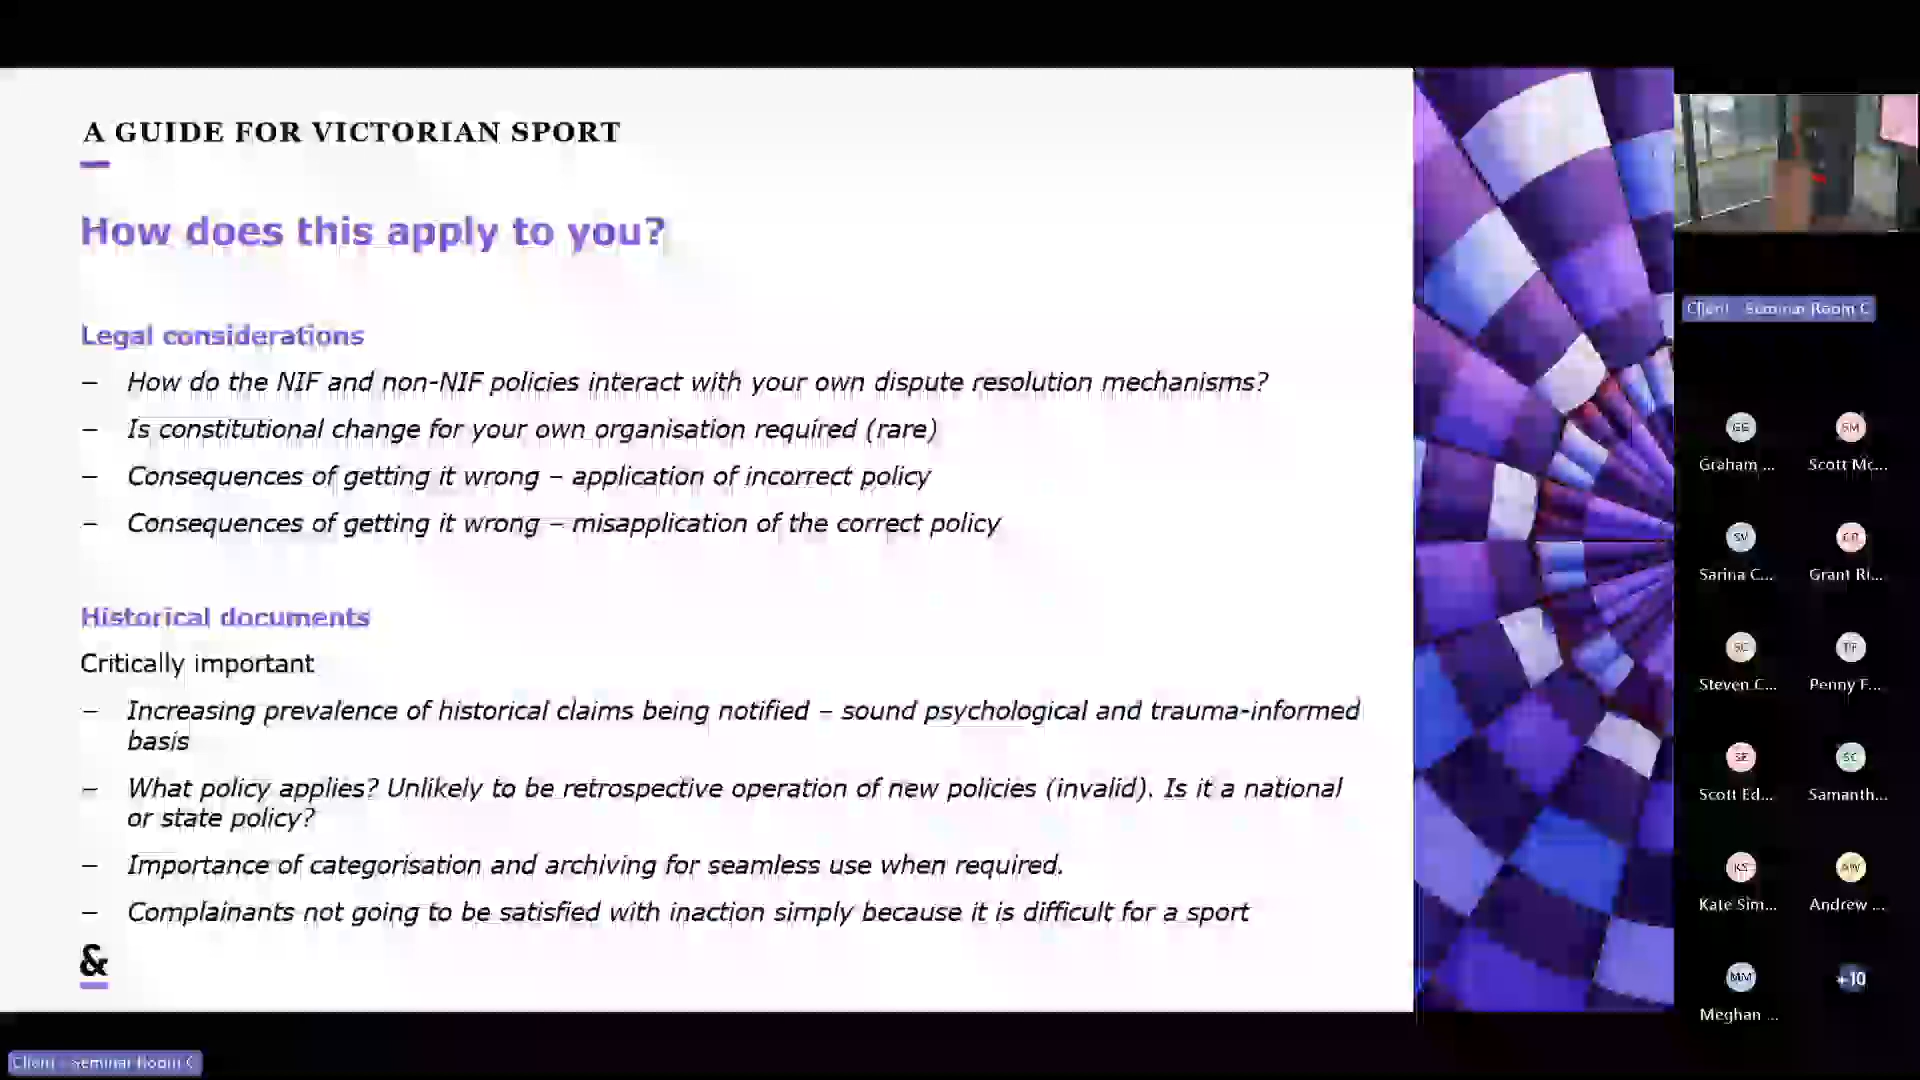 A GUIDE FOR VICTORIAN SPORT
How does this apply to you?
Legal considerations
– How do the NIF and non-NIF policies interact with your own dispute resolution mechanisms?
– Is constitutional change for your own organisation required (rare)
– Consequences of getting it wrong – application of incorrect policy
– Consequences of getting it wrong – misapplication of the correct policy
Historical documents
Critically important
– Increasing prevalence of historical claims being notified – sound psychological and trauma-informed
basis
– What policy applies? Unlikely to be retrospective operation of new policies (invalid). Is it a national
or state policy?
– Importance of categorisation and archiving for seamless use when required.
– Complainants not going to be satisfied with inaction simply because it is difficult for a sport
&
Client - Seminar Room C
Client - Seminar Room C
Graham ...
SM
Scott Mc...
SV
Sarina C...
Grant Ri...
SC
Steven C...
PF
Penny F...
SE
Scott Ed...
SC
Samanth...
KS
Kate Sim...
AW
Andrew ...
MM
Meghan ...
+10